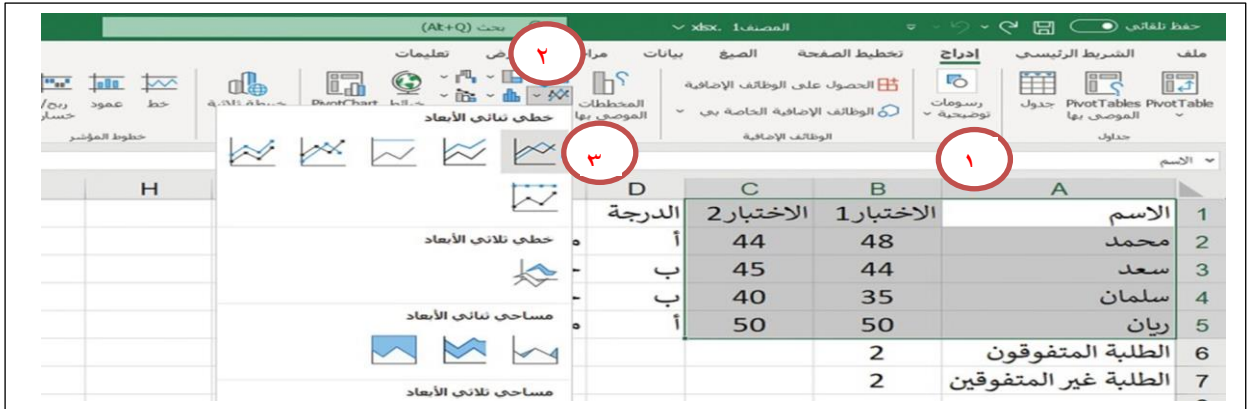 حفظ تلقائي المصنف1.xlsx بحث (Alt+Q)
ملف الشريط الرئيسي إدراج تخطيط الصفحة الصيغ بيانات تعليمات
٢
PivotTable PivotTables الموصى بها جدول
رسومات توضيحية
الحصول على الوظائف الإضافية
الوظائف الإضافية الخاصة بي
المخططات الموصى بها
خرائط PivotChart خط عمود ربح/
جداول الوظائف الإضافية خطوط المؤشر
خطي ثنائي الأبعاد
١
٣
الاسم
A B C D H
1 الاسم الاختبار1 الاختبار2 الدرجة
2 محمد 48 44 أ
3 سعد 44 45 ب
4 سلمان 35 40 ب
5 ريان 50 50 أ
6 الطلبة المتفوقون 2
7 الطلبة غير المتفوقين 2
خطي ثلاثي الأبعاد
مساحي ثنائي الأبعاد
مساحي ثلاثي الأبعاد